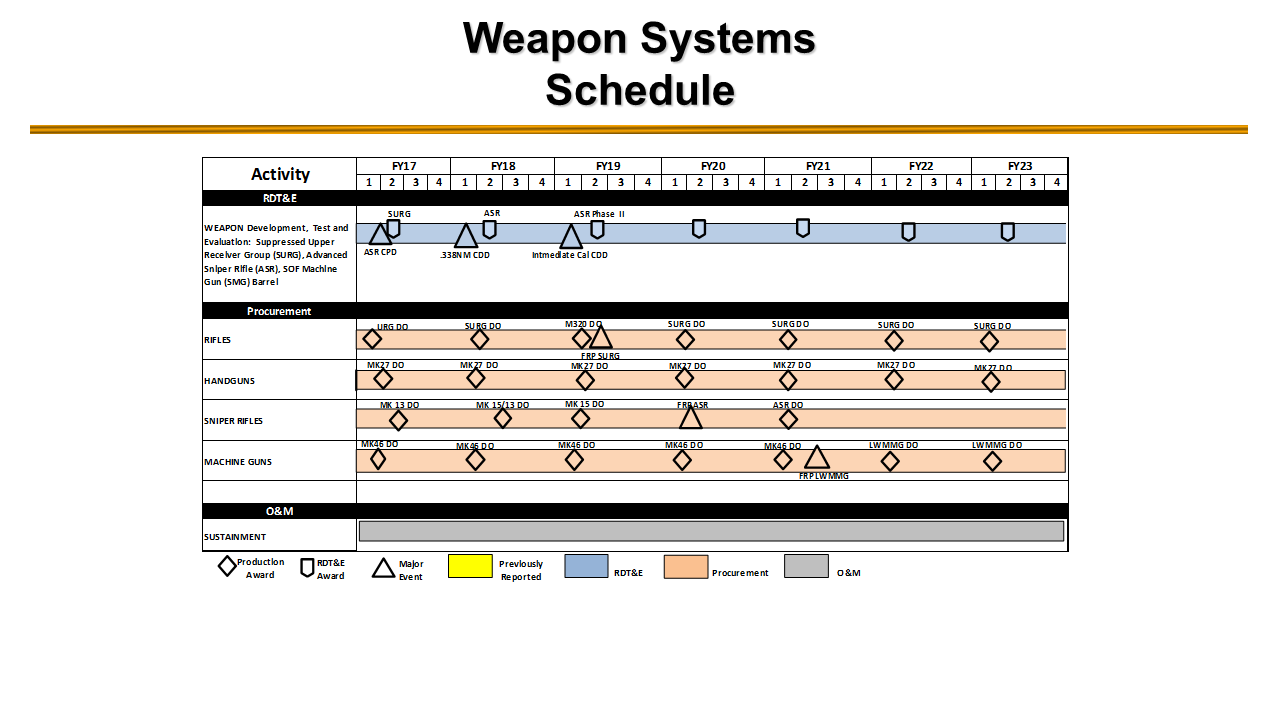 Weapon Systems
Schedule
Activity FY17 FY18 FY19 FY20 FY21 FY22 FY23
1 2 3 4 1 2 3 4 1 2 3 4 1 2 3 4 1 2 3 4 1 2 3 4 1 2 3 4
RDT&E
SURG ASR ASR Phase II
WEAPON Development, Test and
Evaluation: Suppressed Upper
Receiver Group (SURG), Advanced
Sniper Rifle (ASR), SOF Machine
Gun (SMG) Barrel
ASR CPD .338NM CDD Intmediate Cal CDD
Procurement
URG DO SURG DO M320 DO SURG DO SURG DO SURG DO SURG DO
RIFLES
FRP SURG
MK27 DO MK27 DO MK27 DO MK27 DO MK27 DO MK27 DO MK27 DO
HANDGUNS
MK 13 DO MK 15/13 DO MK 15 DO FRP ASR ASR DO
SNIPER RIFLES
MK46 DO MK46 DO MK46 DO MK46 DO MK46 DO LWMMG DO LWMMG DO
MACHINE GUNS
FRP LWMMG
O&M
SUSTAINMENT
Production
Award
RDT&E
Award
Major
Event
Previously
Reported
RDT&E
Procurement
O&M